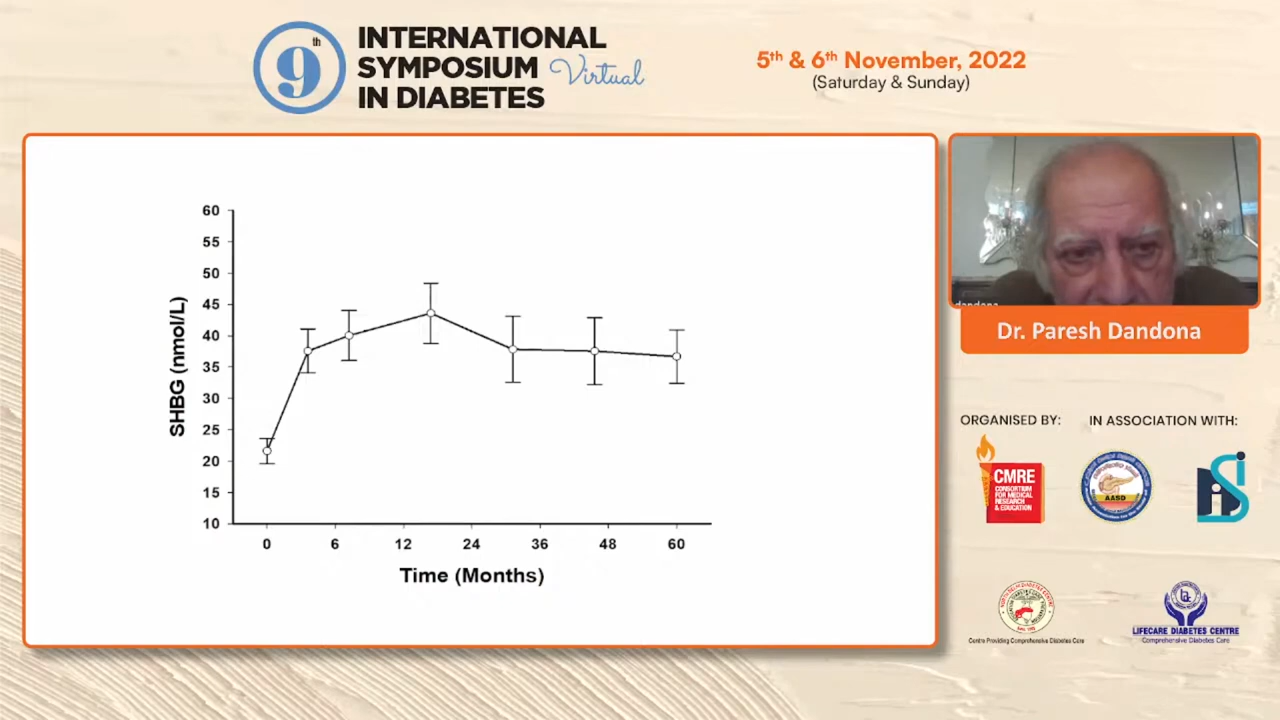 9th
INTERNATIONAL
SYMPOSIUM Virtual
IN DIABETES
5th & 6th November, 2022
(Saturday & Sunday)
60
55
50
45
40
35
30
25
20
15
10
SHBG (nmol/L)
0 6 12 24 36 48 60
Time (Months)
dandona
Dr. Paresh Dandona
ORGANISED BY: IN ASSOCIATION WITH:
CMRE
CONSORTIUM
FOR MEDICAL
RESEARCH
& EDUCATION
AASD
iSi
Centre Providing Comprehensive Diabetes Care
LIFECARE DIABETES CENTRE
Comprehensive Diabetes Care